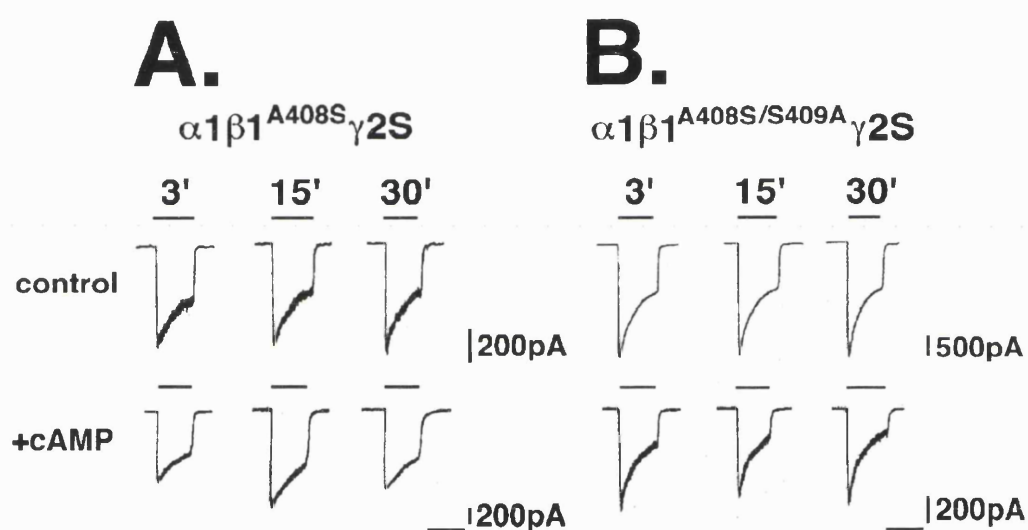 A. B.
α1β1A408Sγ2S α1β1A408S/S409Aγ2S
3' 15' 30' 3' 15' 30'
control
200pA 500pA
+cAMP
200pA 200pA